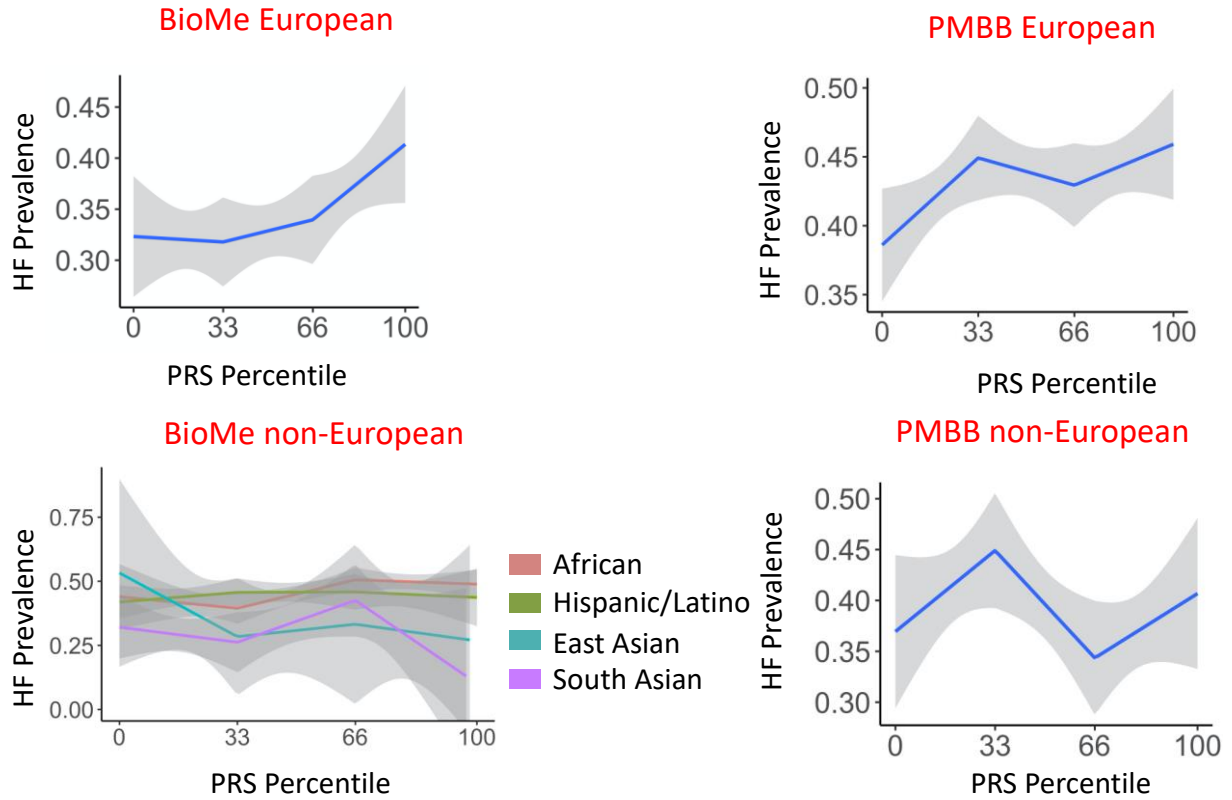 BioMe European
HF Prevalence
0.45
0.40
0.35
0.30
0 33 66 100
PRS Percentile
PMBB European
HF Prevalence
0.50
0.45
0.40
0.35
0 33 66 100
PRS Percentile
BioMe non-European
HF Prevalence
0.75
0.50
0.25
0.00
0 33 66 100
PRS Percentile
African
Hispanic/Latino
East Asian
South Asian
PMBB non-European
HF Prevalence
0.50
0.45
0.40
0.35
0.30
0 33 66 100
PRS Percentile